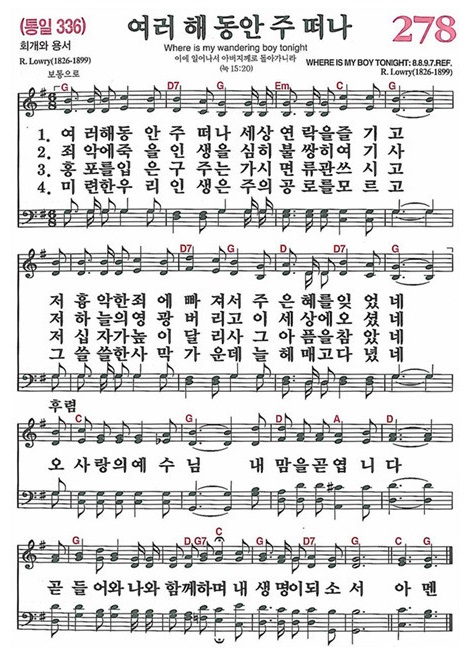 (통일 336)
여러 해 동안 주 떠나
278
회개와 용서
Where is my wandering boy tonight
이에 일어나서 아버지께로 돌아가니라
(눅 15:20)
R. Lowry(1826-1899)
WHERE IS MY BOY TONIGHT: 8.8.9.7.REF.
R. Lowry(1826-1899)
보통으로
G D7 G Em C G
1. 여 러해동 안주 떠나 세상 연 락을즐 기 고
2. 죄 악에죽 을인 생을 심히 불 쌍히여 기 사
3. 홍 포를입 은구 주는 가시 면 류관쓰 시 고
4. 미 련한우 리인 생은 주의 공 로를모 르 고
D7 G D D7 C G
저 흉악한죄 에 빠 져서 주 은 혜를잊 었 네
저 하늘의영 광 버 리고 이 세 상에오 셨 네
저 십자가높 이 달 리사 그 아 픔을참 았 네
그 쓸쓸한사 막 가 운데 늘 헤 매고다 녔 네
후렴
C G D A D
오 사랑의예 수 님 내 맘을곧엽 니 다
G D, G7 C G D7 G C G
곧 들 어와나와 함께하며 내 생 명이되 소 서 아 멘